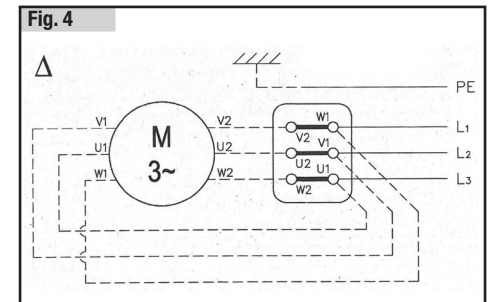 Fig. 4
Δ
PE
V1 V2 W1 L1
V2
M
U1 U2 V1 L2
U2
3~
W1 W2 U1 L3
W2